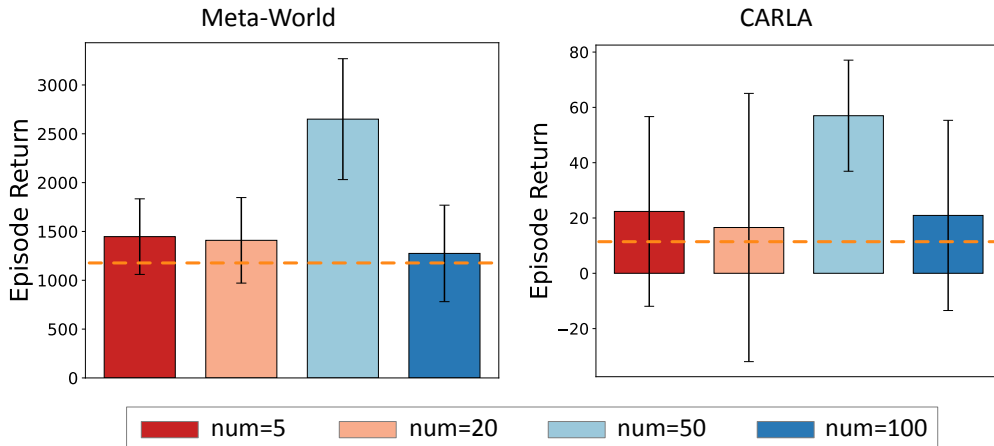 Meta-World
CARLA
Episode Return
3000
2500
2000
1500
1000
500
0
Episode Return
80
60
40
20
0
−20
num=5 num=20 num=50 num=100